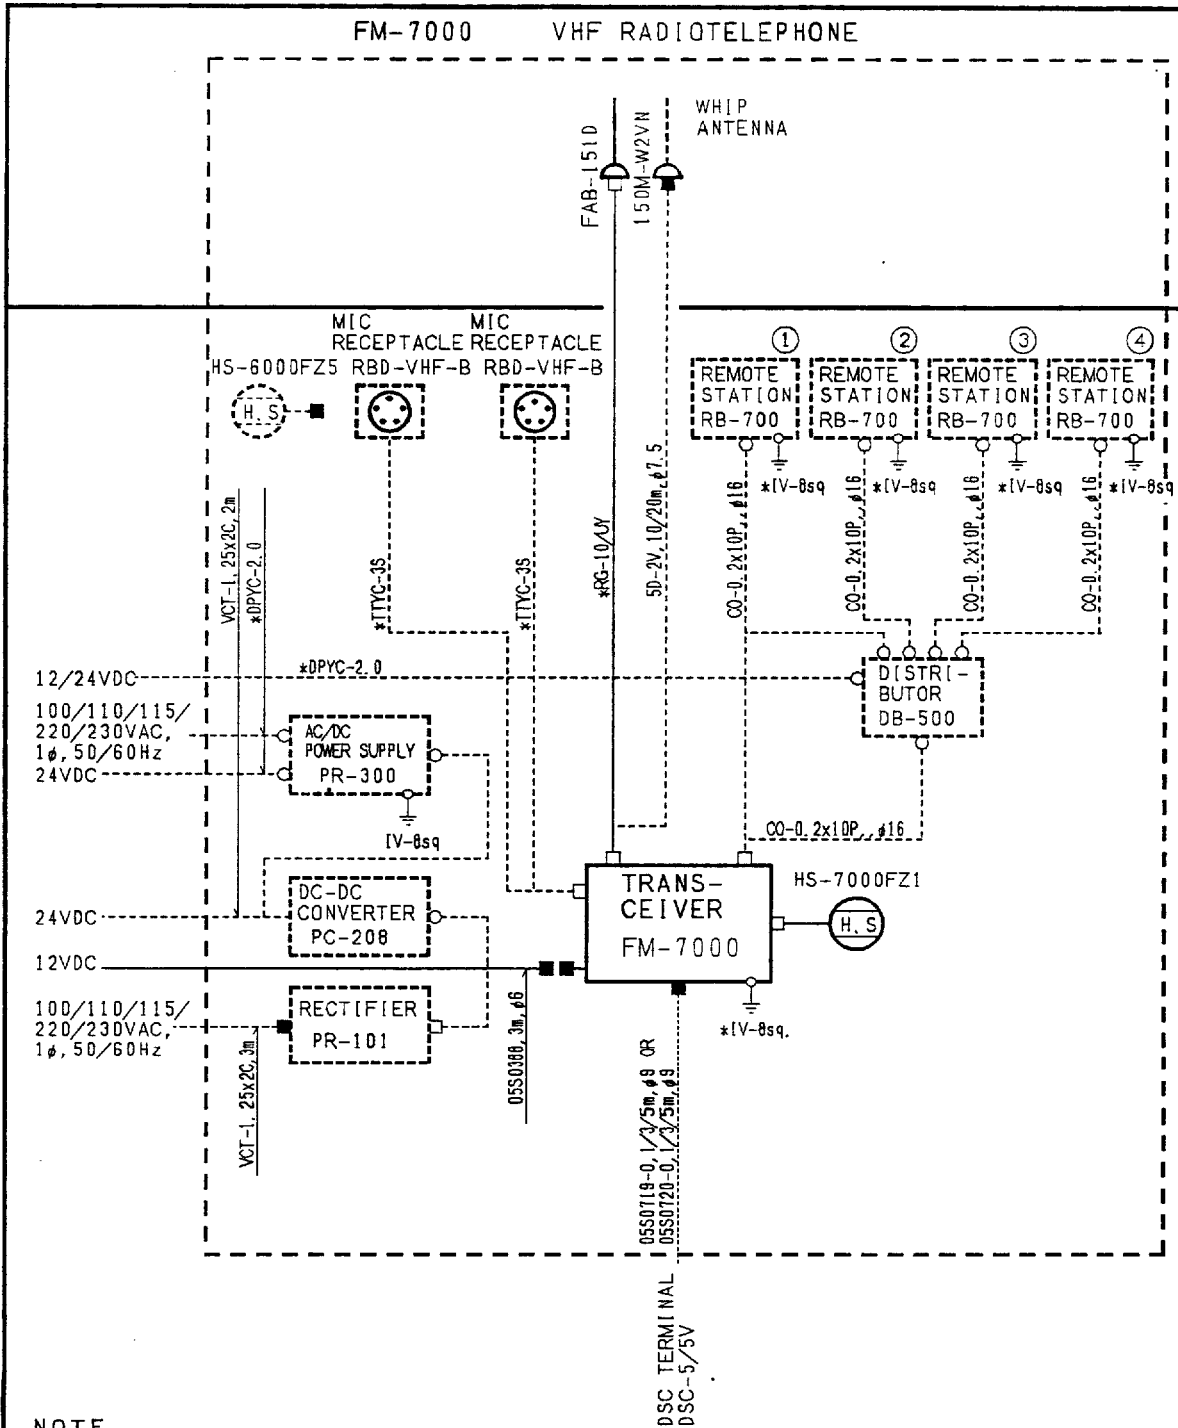 FM-7000 VHF RADIOTELEPHONE
WHIP
ANTENNA
FAB-151D
150M-W2VN
MIC
RECEPTACLE
RBD-VHF-B
MIC
RECEPTACLE
RBD-VHF-B
HS-6000FZ5
H.S
1
REMOTE
STATION
RB-700
2
REMOTE
STATION
RB-700
3
REMOTE
STATION
RB-700
4
REMOTE
STATION
RB-700
*IV-8sq
*IV-8sq
*IV-8sq
*IV-8sq
VCT-1.25x2C,2m
*DPYC-2.0
*TTYC-3S
*TTYC-3S
*RG-10/UY
5D-2V,10/20m,φ7.5
CO-0.2x10P,,φ16
CO-0.2x10P,,φ16
CO-0.2x10P,,φ16
CO-0.2x10P,,φ16
12/24VDC
*DPYC-2.0
DISTRI-
BUTOR
DB-500
100/110/115/
220/230VAC,
1φ,50/60Hz
24VDC
AC/DC
POWER SUPPLY
PR-300
IV-8sq
CO-0.2x10P,,φ16
24VDC
DC-DC
CONVERTER
PC-208
TRANS-
CEIVER
FM-7000
HS-7000FZ1
H.S
12VDC
100/110/115/
220/230VAC,
1φ,50/60Hz
RECTIFIER
PR-101
*IV-8sq.
VCT-1.25x2C,3m
05S0388,3m,φ6
05S0719-0,1/3/5m,φ9 OR
05S0720-0,1/3/5m,φ9
DSC TERMINAL
DSC-5/5V
NOTE